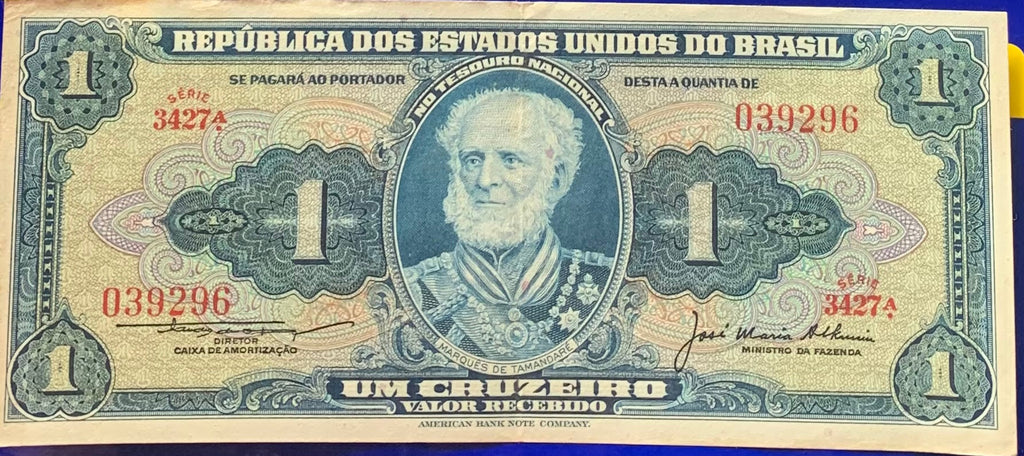 REPÚBLICA DOS ESTADOS UNIDOS DO BRASIL
1
1
SE PAGARÁ AO PORTADOR
NO TESOURO NACIONAL
DESTA A QUANTIA DE
SÉRIE
3427ª
039296
1
1
039296
SÉRIE
3427ª
DIRETOR
CAIXA DE AMORTIZAÇÃO
José Maria Alkmim
MINISTRO DA FAZENDA
MARQUÊS DE TAMANDARÉ
1
1
UM CRUZEIRO
VALOR RECEBIDO
AMERICAN BANK NOTE COMPANY.